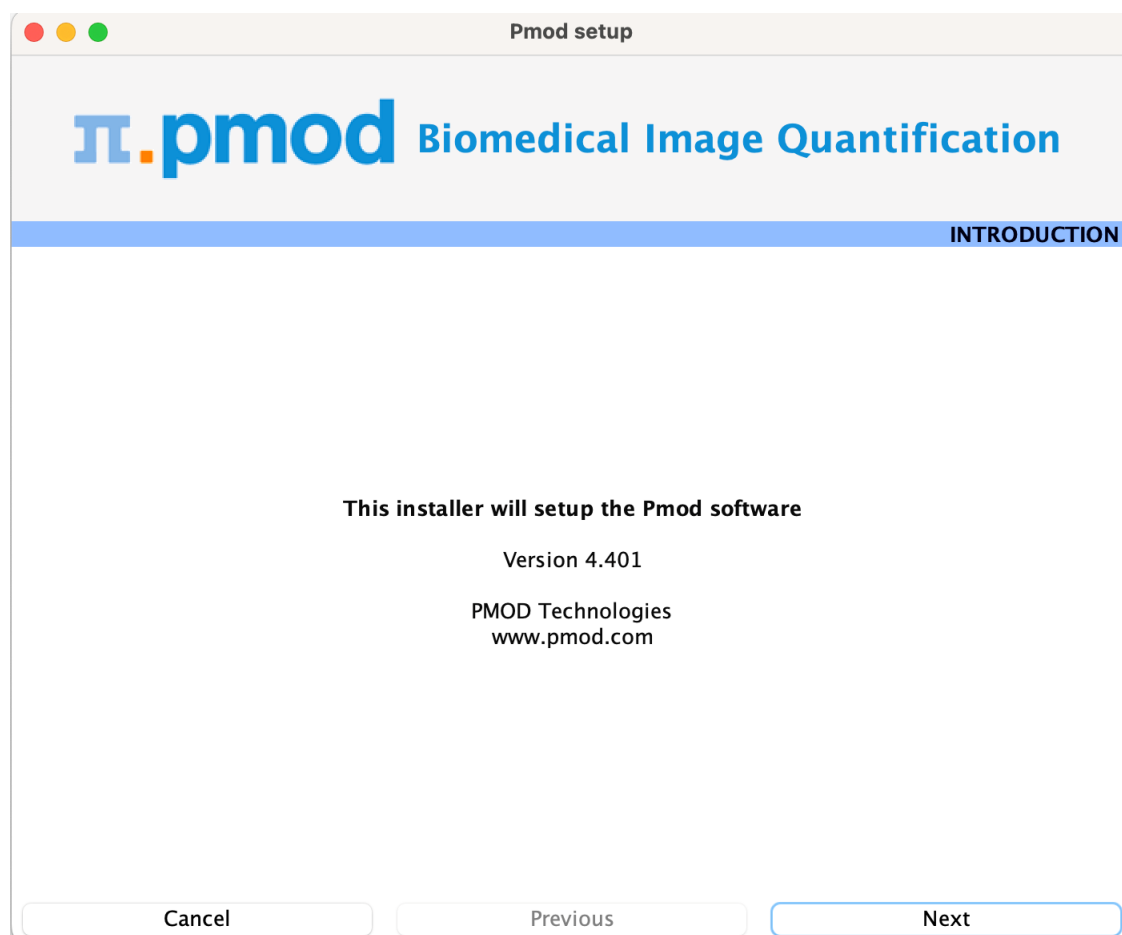 Pmod setup
π.pmod Biomedical Image Quantification
INTRODUCTION
This installer will setup the Pmod software
Version 4.401
PMOD Technologies
www.pmod.com
Cancel Previous Next